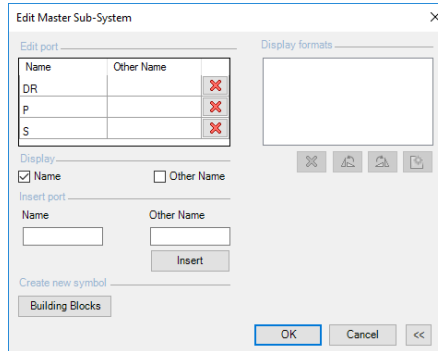 Edit Master Sub-System
Edit port
Name Other Name
DR
P
S
Display
Name Other Name
Insert port
Name Other Name
Insert
Create new symbol
Building Blocks
Display formats
OK Cancel <<